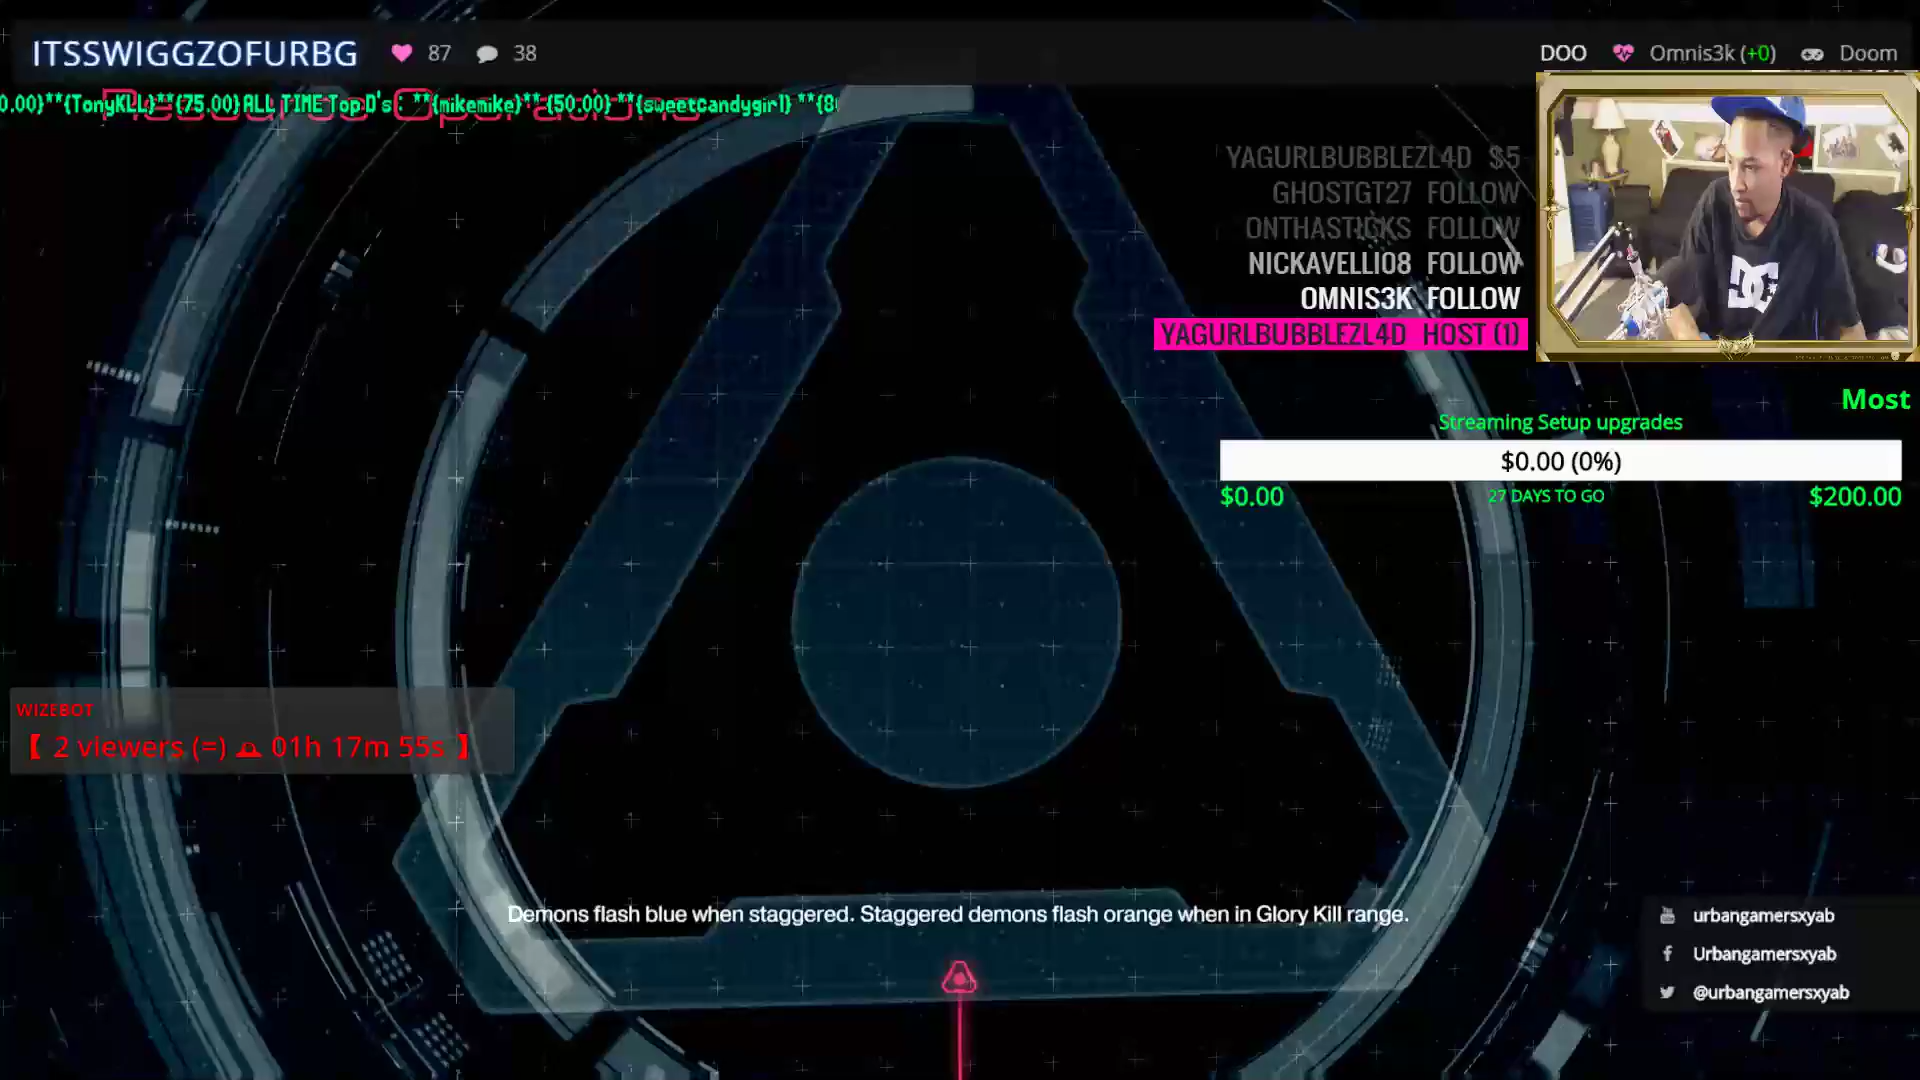 ITSSWIGGZOFURBG 87 38
DOO Omnis3k (+0) Doom
0.00}**{TonyKLL}**{75.00} ALL TIME Top D's : **{mikemike}** {50.00} **{sweetcandygirl} **{8
Operations
YAGURLBUBBLEZL4D $5
GHOSTGT27 FOLLOW
ONTHASTICKS FOLLOW
NICKAVELLI08 FOLLOW
OMNIS3K FOLLOW
YAGURLBUBBLEZL4D HOST (1)
DC
Most
Streaming Setup upgrades
$0.00 (0%)
$0.00 27 DAYS TO GO $200.00
WIZEBOT
【 2 viewers (=) 01h 17m 55s 】
Demons flash blue when staggered. Staggered demons flash orange when in Glory Kill range.
urbangamersxyab
Urbangamersxyab
@urbangamersxyab